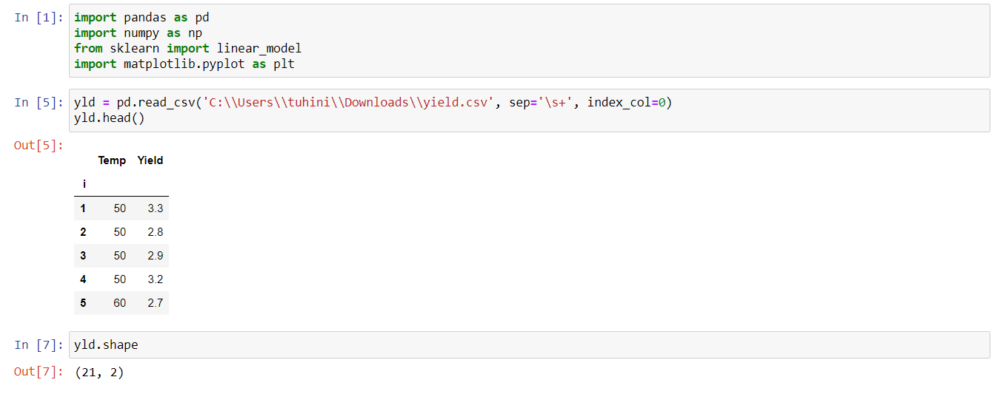 In [1]: import pandas as pd
import numpy as np
from sklearn import linear_model
import matplotlib.pyplot as plt
In [5]: yld = pd.read_csv('C:\\Users\\tuhini\\Downloads\\yield.csv', sep='\s+', index_col=0)
yld.head()
Out[5]:
Temp Yield
i
1 50 3.3
2 50 2.8
3 50 2.9
4 50 3.2
5 60 2.7
In [7]: yld.shape
Out[7]: (21, 2)